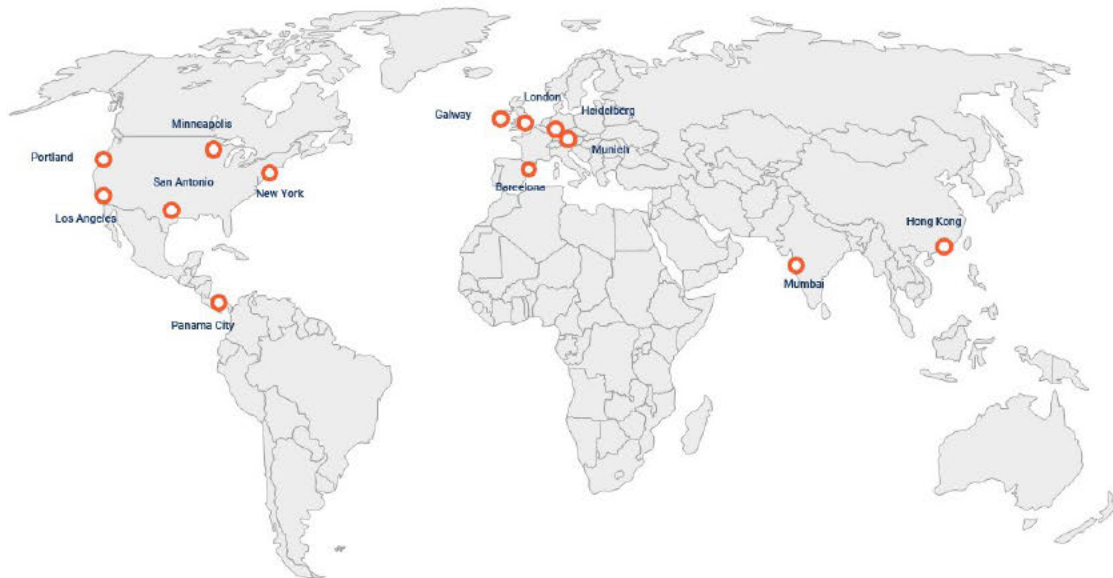 London
Galway
Heidelberg
Minneapolis
Munich
Portland
San Antonio
Barcelona
New York
Los Angeles
Hong Kong
Mumbai
Panama City